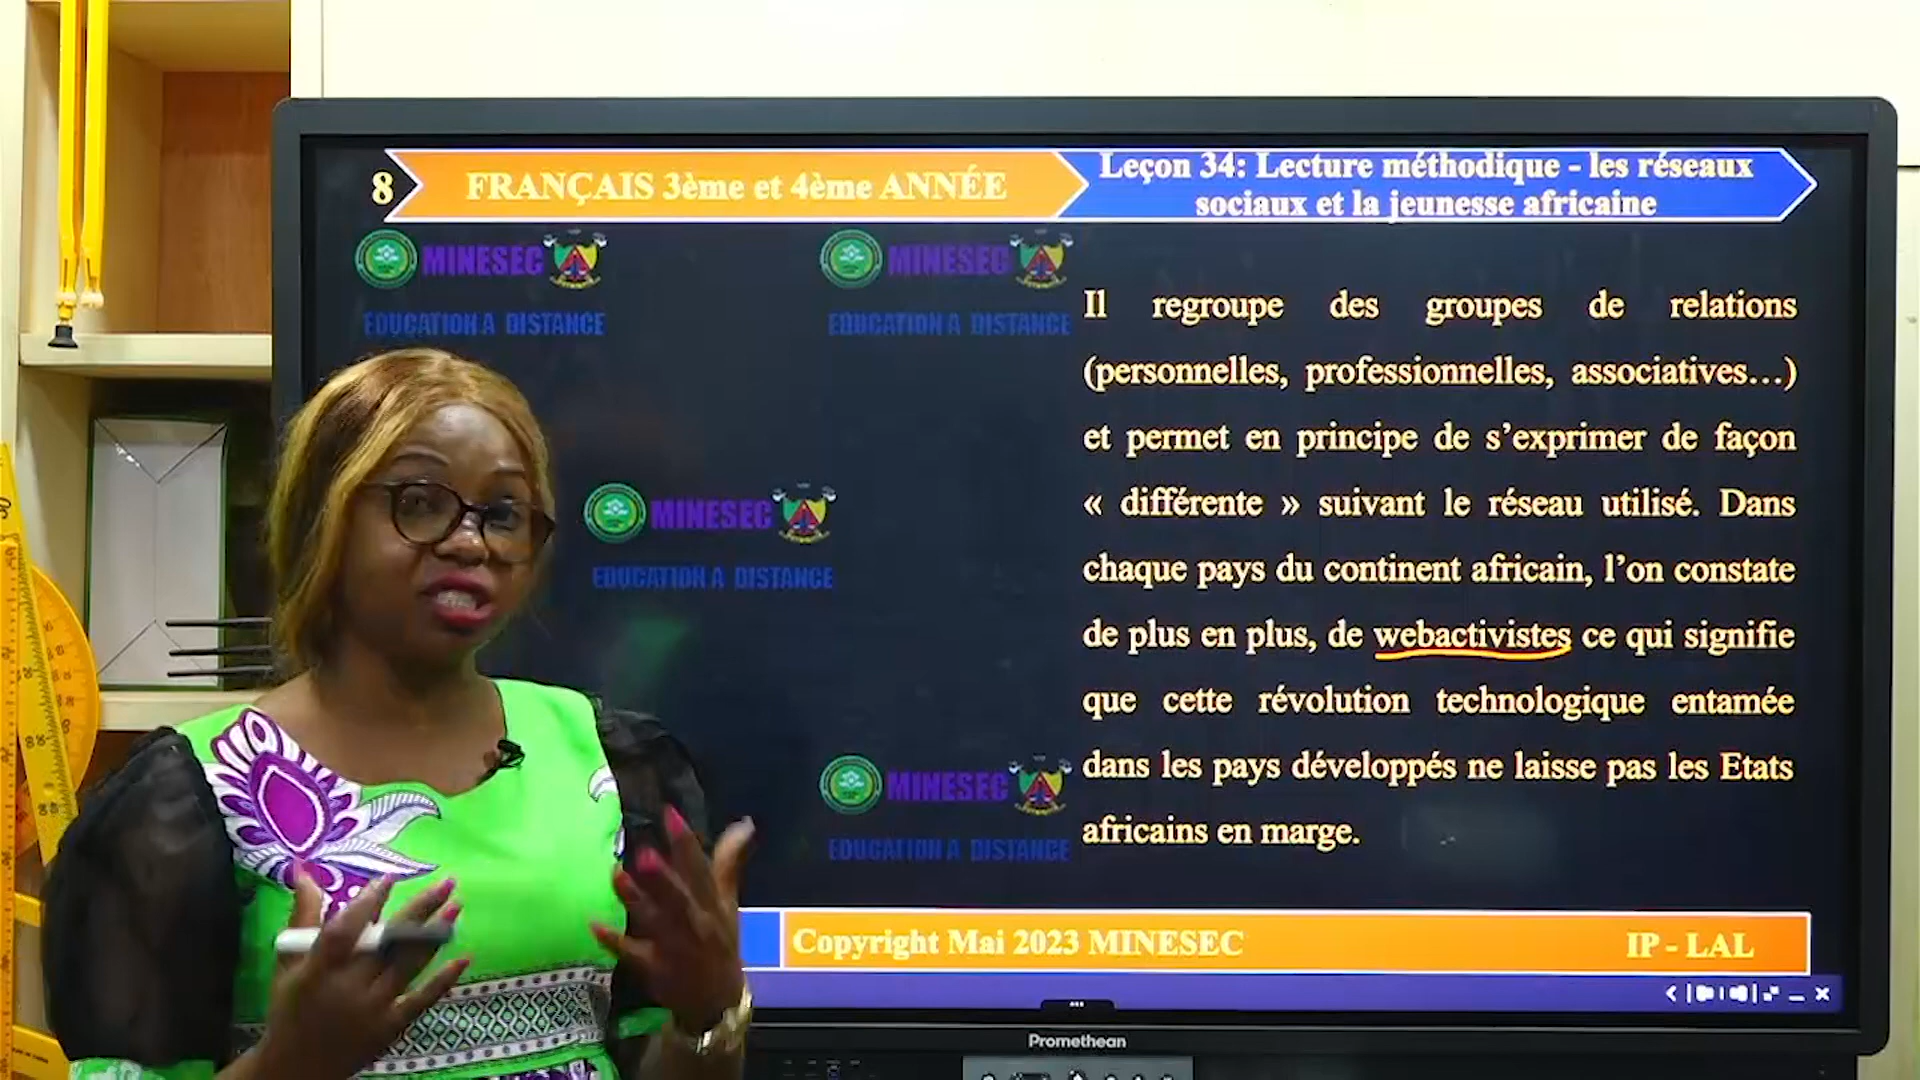 8
FRANÇAIS 3ème et 4ème ANNÉE
Leçon 34: Lecture méthodique - les réseaux
sociaux et la jeunesse africaine
MINESEC
EDUCATION A DISTANCE
MINESEC
EDUCATION A DISTANCE
Il regroupe des groupes de relations
(personnelles, professionnelles, associatives…)
et permet en principe de s’exprimer de façon
« différente » suivant le réseau utilisé. Dans
chaque pays du continent africain, l’on constate
de plus en plus, de webactivistes ce qui signifie
que cette révolution technologique entamée
dans les pays développés ne laisse pas les Etats
africains en marge.
MINESEC
EDUCATION A DISTANCE
MINESEC
EDUCATION A DISTANCE
Copyright Mai 2023 MINESEC
IP - LAL
Promethean